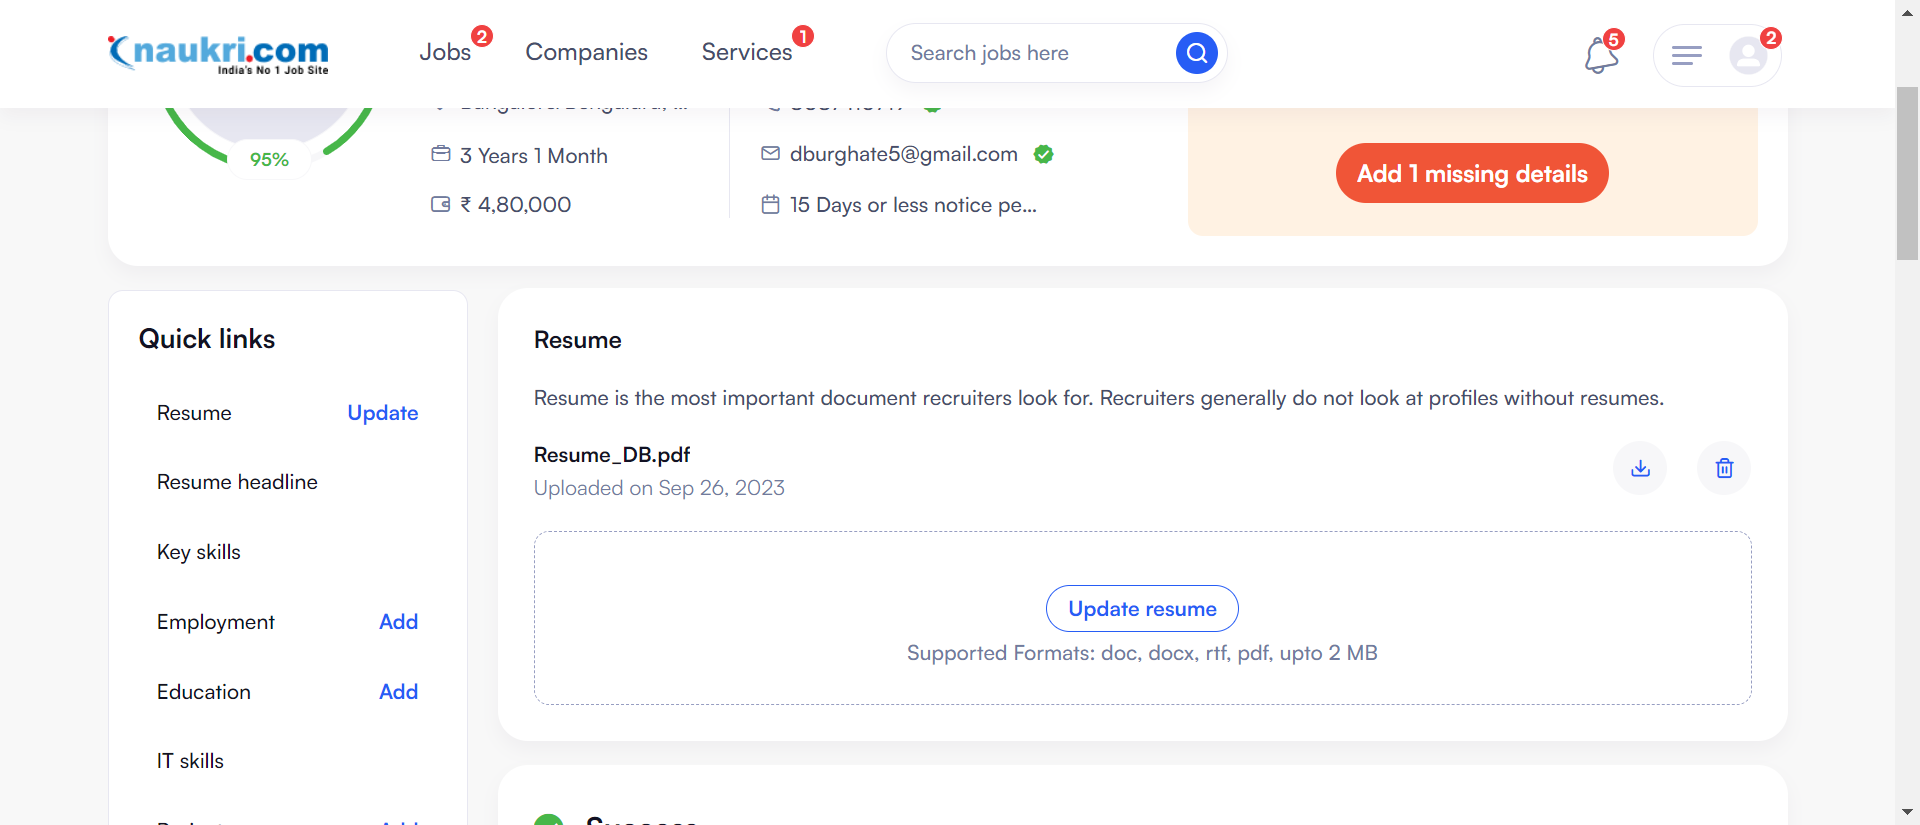 naukri.com
India's No 1 Job Site
Jobs 2
Companies
Services 1
Search jobs here
5
2
95%
3 Years 1 Month
₹ 4,80,000
dburghate5@gmail.com
15 Days or less notice pe...
Add 1 missing details
Quick links
Resume Update
Resume headline
Key skills
Employment Add
Education Add
IT skills
Resume
Resume is the most important document recruiters look for. Recruiters generally do not look at profiles without resumes.
Resume_DB.pdf
Uploaded on Sep 26, 2023
Update resume
Supported Formats: doc, docx, rtf, pdf, upto 2 MB